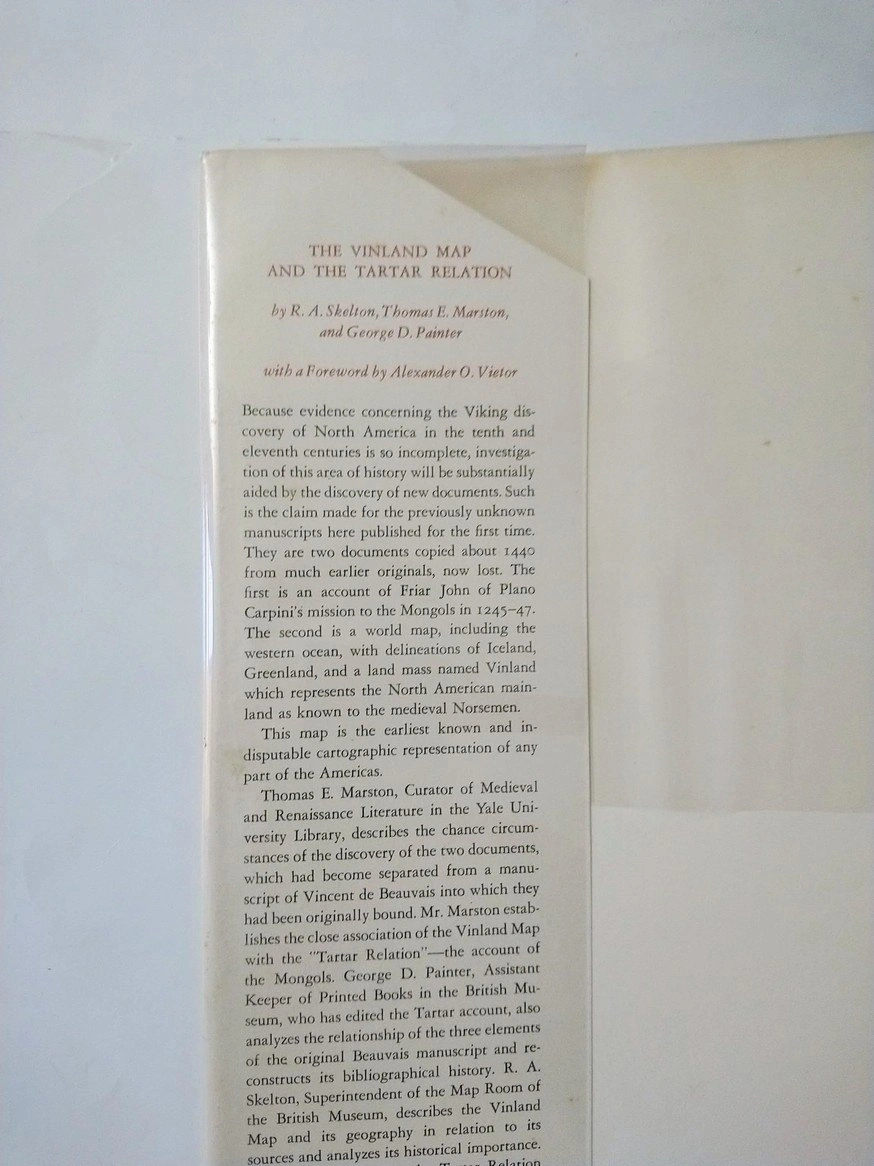 THE VINLAND MAP
AND THE TARTAR RELATION
by R. A. Skelton, Thomas E. Marston,
and George D. Painter
with a Foreword by Alexander O. Vietor
Because evidence concerning the Viking dis-
covery of North America in the tenth and
eleventh centuries is so incomplete, investiga-
tion of this area of history will be substantially
aided by the discovery of new documents. Such
is the claim made for the previously unknown
manuscripts here published for the first time.
They are two documents copied about 1440
from much earlier originals, now lost. The
first is an account of Friar John of Plano
Carpini's mission to the Mongols in 1245–47.
The second is a world map, including the
western ocean, with delineations of Iceland,
Greenland, and a land mass named Vinland
which represents the North American main-
land as known to the medieval Norsemen.
This map is the earliest known and in-
disputable cartographic representation of any
part of the Americas.
Thomas E. Marston, Curator of Medieval
and Renaissance Literature in the Yale Uni-
versity Library, describes the chance circum-
stances of the discovery of the two documents,
which had become separated from a manu-
script of Vincent de Beauvais into which they
had been originally bound. Mr. Marston estab-
lishes the close association of the Vinland Map
with the "Tartar Relation"—the account of
the Mongols. George D. Painter, Assistant
Keeper of Printed Books in the British Mu-
seum, who has edited the Tartar account, also
analyzes the relationship of the three elements
of the original Beauvais manuscript and re-
constructs its bibliographical history. R. A.
Skelton, Superintendent of the Map Room of
the British Museum, describes the Vinland
Map and its geography in relation to its
sources and analyzes its historical importance.
Relation